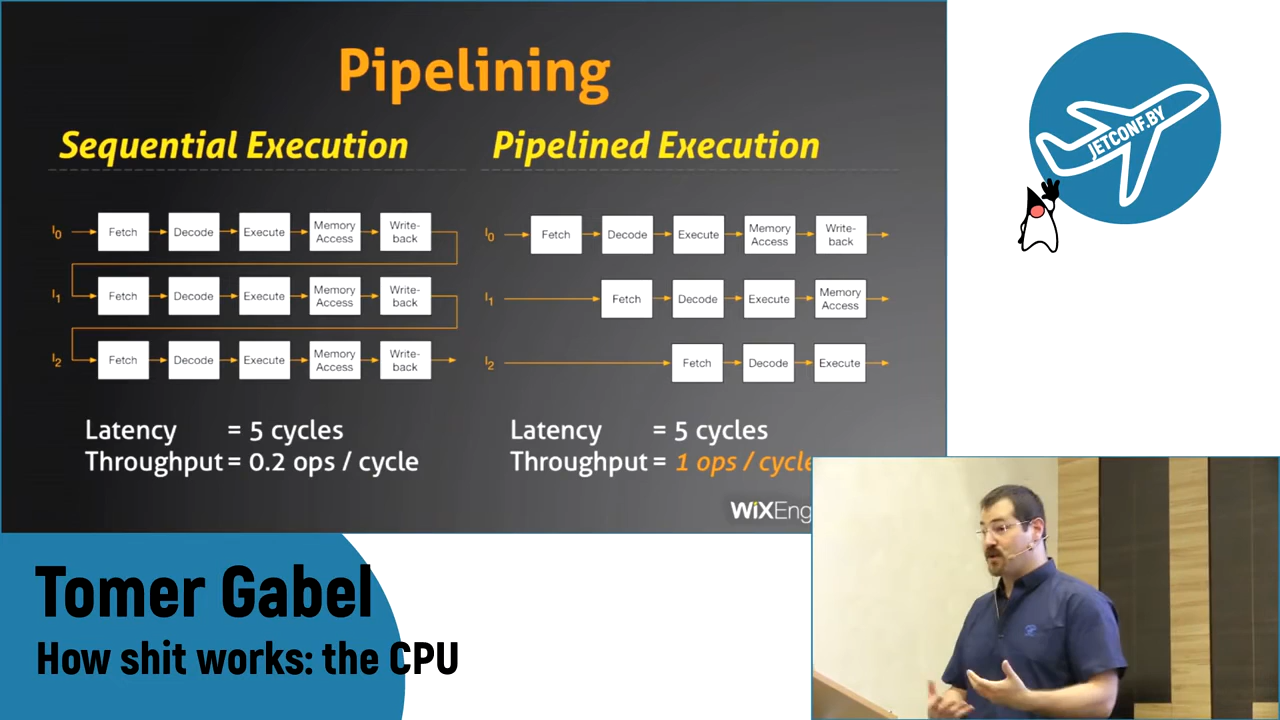 Pipelining
Sequential Execution
I0 Fetch Decode Execute Memory Access Write-back
I1 Fetch Decode Execute Memory Access Write-back
I2 Fetch Decode Execute Memory Access Write-back
Latency = 5 cycles
Throughput = 0.2 ops / cycle
Pipelined Execution
I0 Fetch Decode Execute Memory Access Write-back
I1 Fetch Decode Execute Memory Access
I2 Fetch Decode Execute
Latency = 5 cycles
Throughput = 1 ops / cycle
WiXEng
JETCONF.BY
Tomer Gabel
How shit works: the CPU